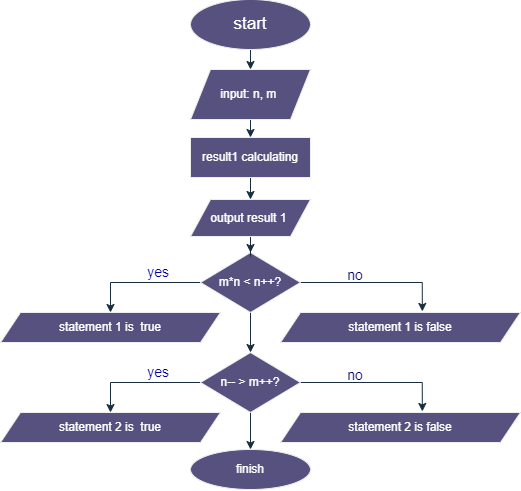 start
input: n, m
result1 calculating
output result 1
m*n < n++?
yes
no
statement 1 is true
statement 1 is false
n-- > m++?
yes
no
statement 2 is true
statement 2 is false
finish